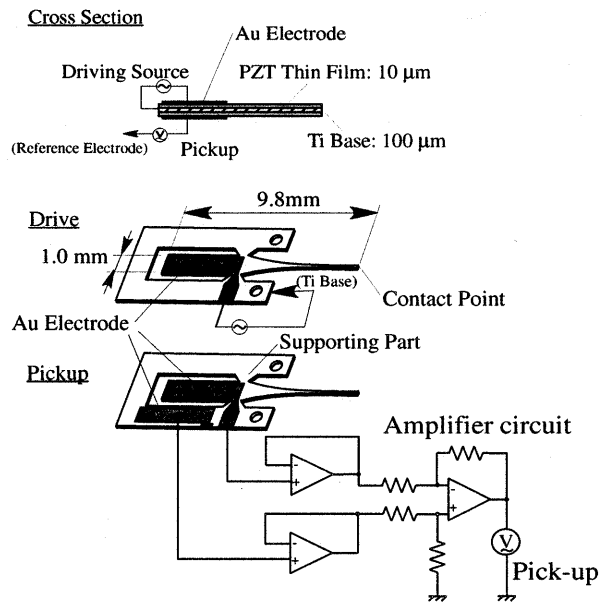 Cross Section
Au Electrode
Driving Source
PZT Thin Film: 10 μm
V
(Reference Electrode)
Pickup
Ti Base: 100 μm
9.8mm
Drive
1.0 mm
(Ti Base)
Contact Point
Au Electrode
Supporting Part
Pickup
Amplifier circuit
-
+
-
+
-
+
V
Pick-up